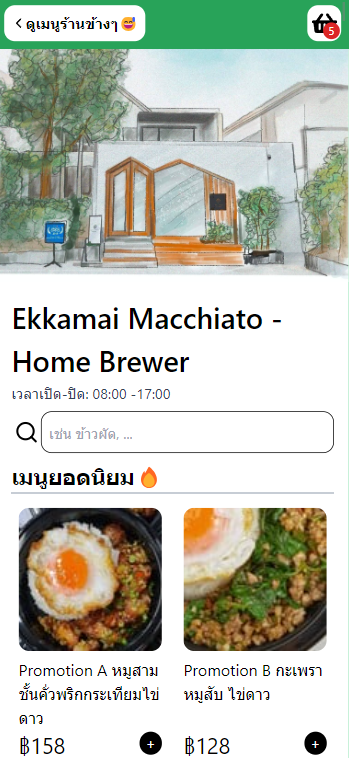 ดูเมนูร้านข้างๆ 😅
5
Ekkamai Macchiato -
Home Brewer
เวลาเปิด-ปิด: 08:00 -17:00
เช่น ข้าวผัด, ...
เมนูยอดนิยม 🔥
Promotion A หมูสาม
ชั้นคั่วพริกกระเทียมไข่
ดาว
฿158
+
Promotion B กะเพรา
หมูสับ ไข่ดาว
฿128
+